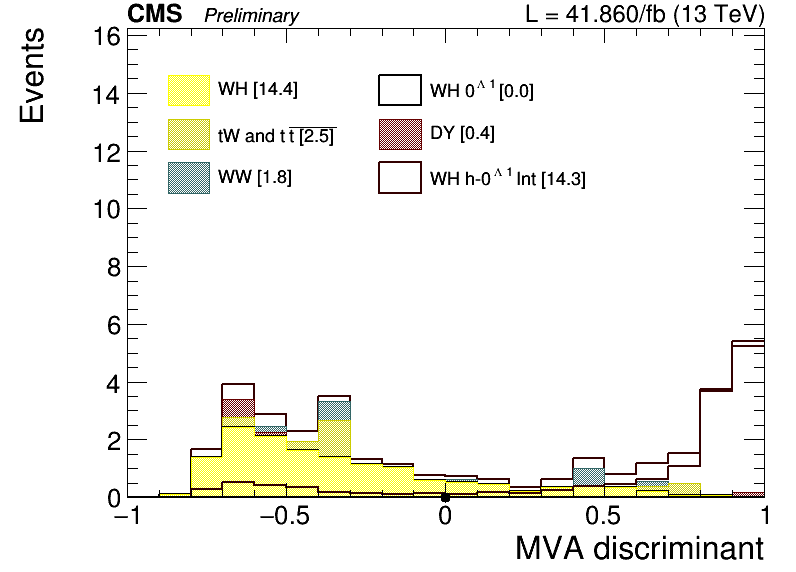 CMS Preliminary L = 41.860/fb (13 TeV)
Events
16
14
12
10
8
6
4
2
0
WH [14.4]
WH 0^Λ1 [0.0]
tW and t t̅ [2.5]
DY [0.4]
WW [1.8]
WH h-0^Λ1 Int [14.3]
−1 −0.5 0 0.5 1
MVA discriminant